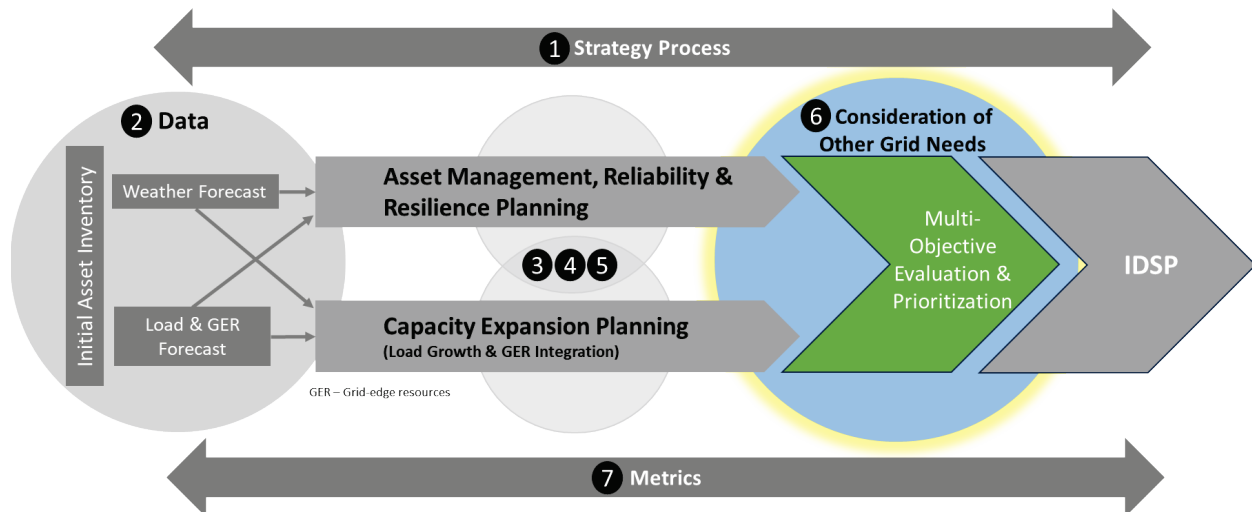 1 Strategy Process
2 Data
Initial Asset Inventory
Weather Forecast
Load & GER
Forecast
Asset Management, Reliability &
Resilience Planning
3 4 5
Capacity Expansion Planning
(Load Growth & GER Integration)
GER – Grid-edge resources
6 Consideration of
Other Grid Needs
Multi-
Objective
Evaluation &
Prioritization
IDSP
7 Metrics